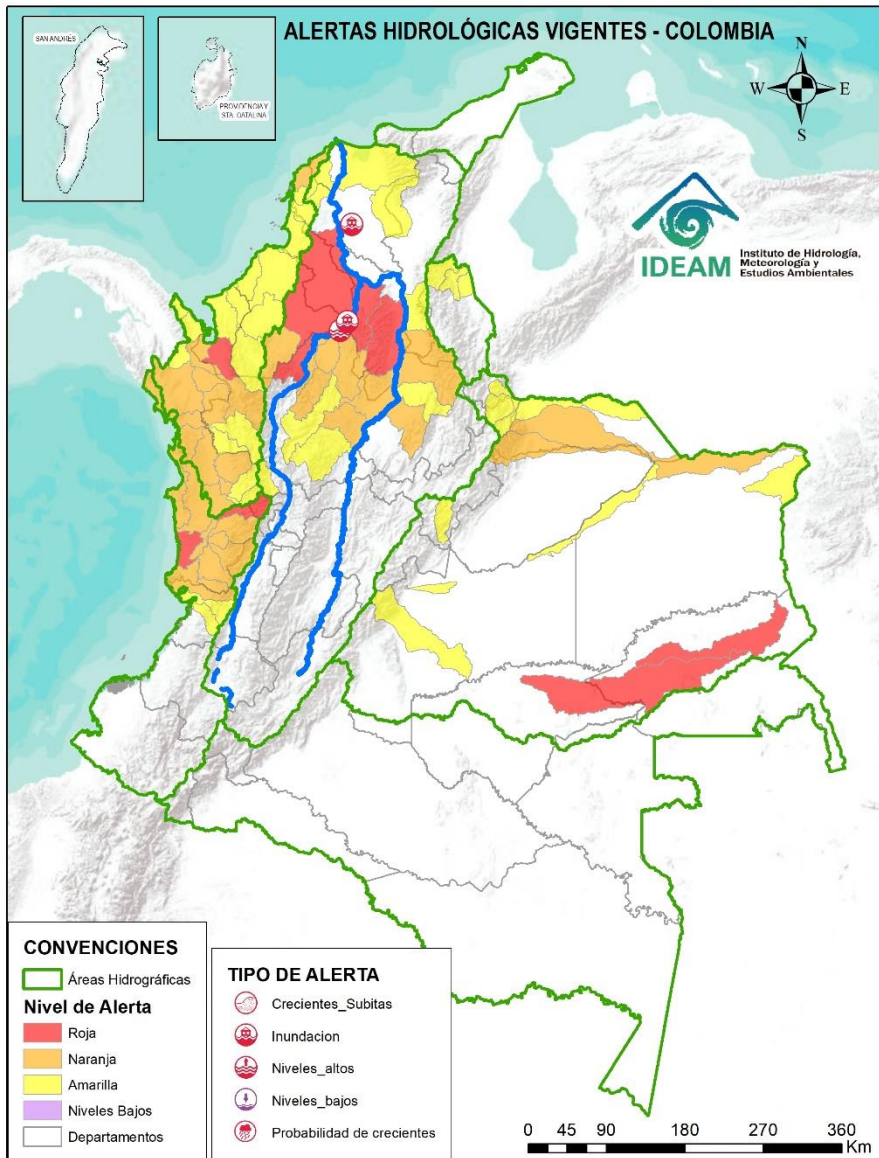 SAN ANDRÉS
PROVIDENCIA Y
STA. CATALINA
ALERTAS HIDROLÓGICAS VIGENTES - COLOMBIA
N
W
E
S
IDEAM
Instituto de Hidrología,
Meteorología y
Estudios Ambientales
CONVENCIONES
Áreas Hidrográficas
Nivel de Alerta
Roja
Naranja
Amarilla
Niveles Bajos
Departamentos
TIPO DE ALERTA
Crecientes_Subitas
Inundacion
Niveles_altos
Niveles_bajos
Probabilidad de crecientes
0 45 90 180 270 360
Km